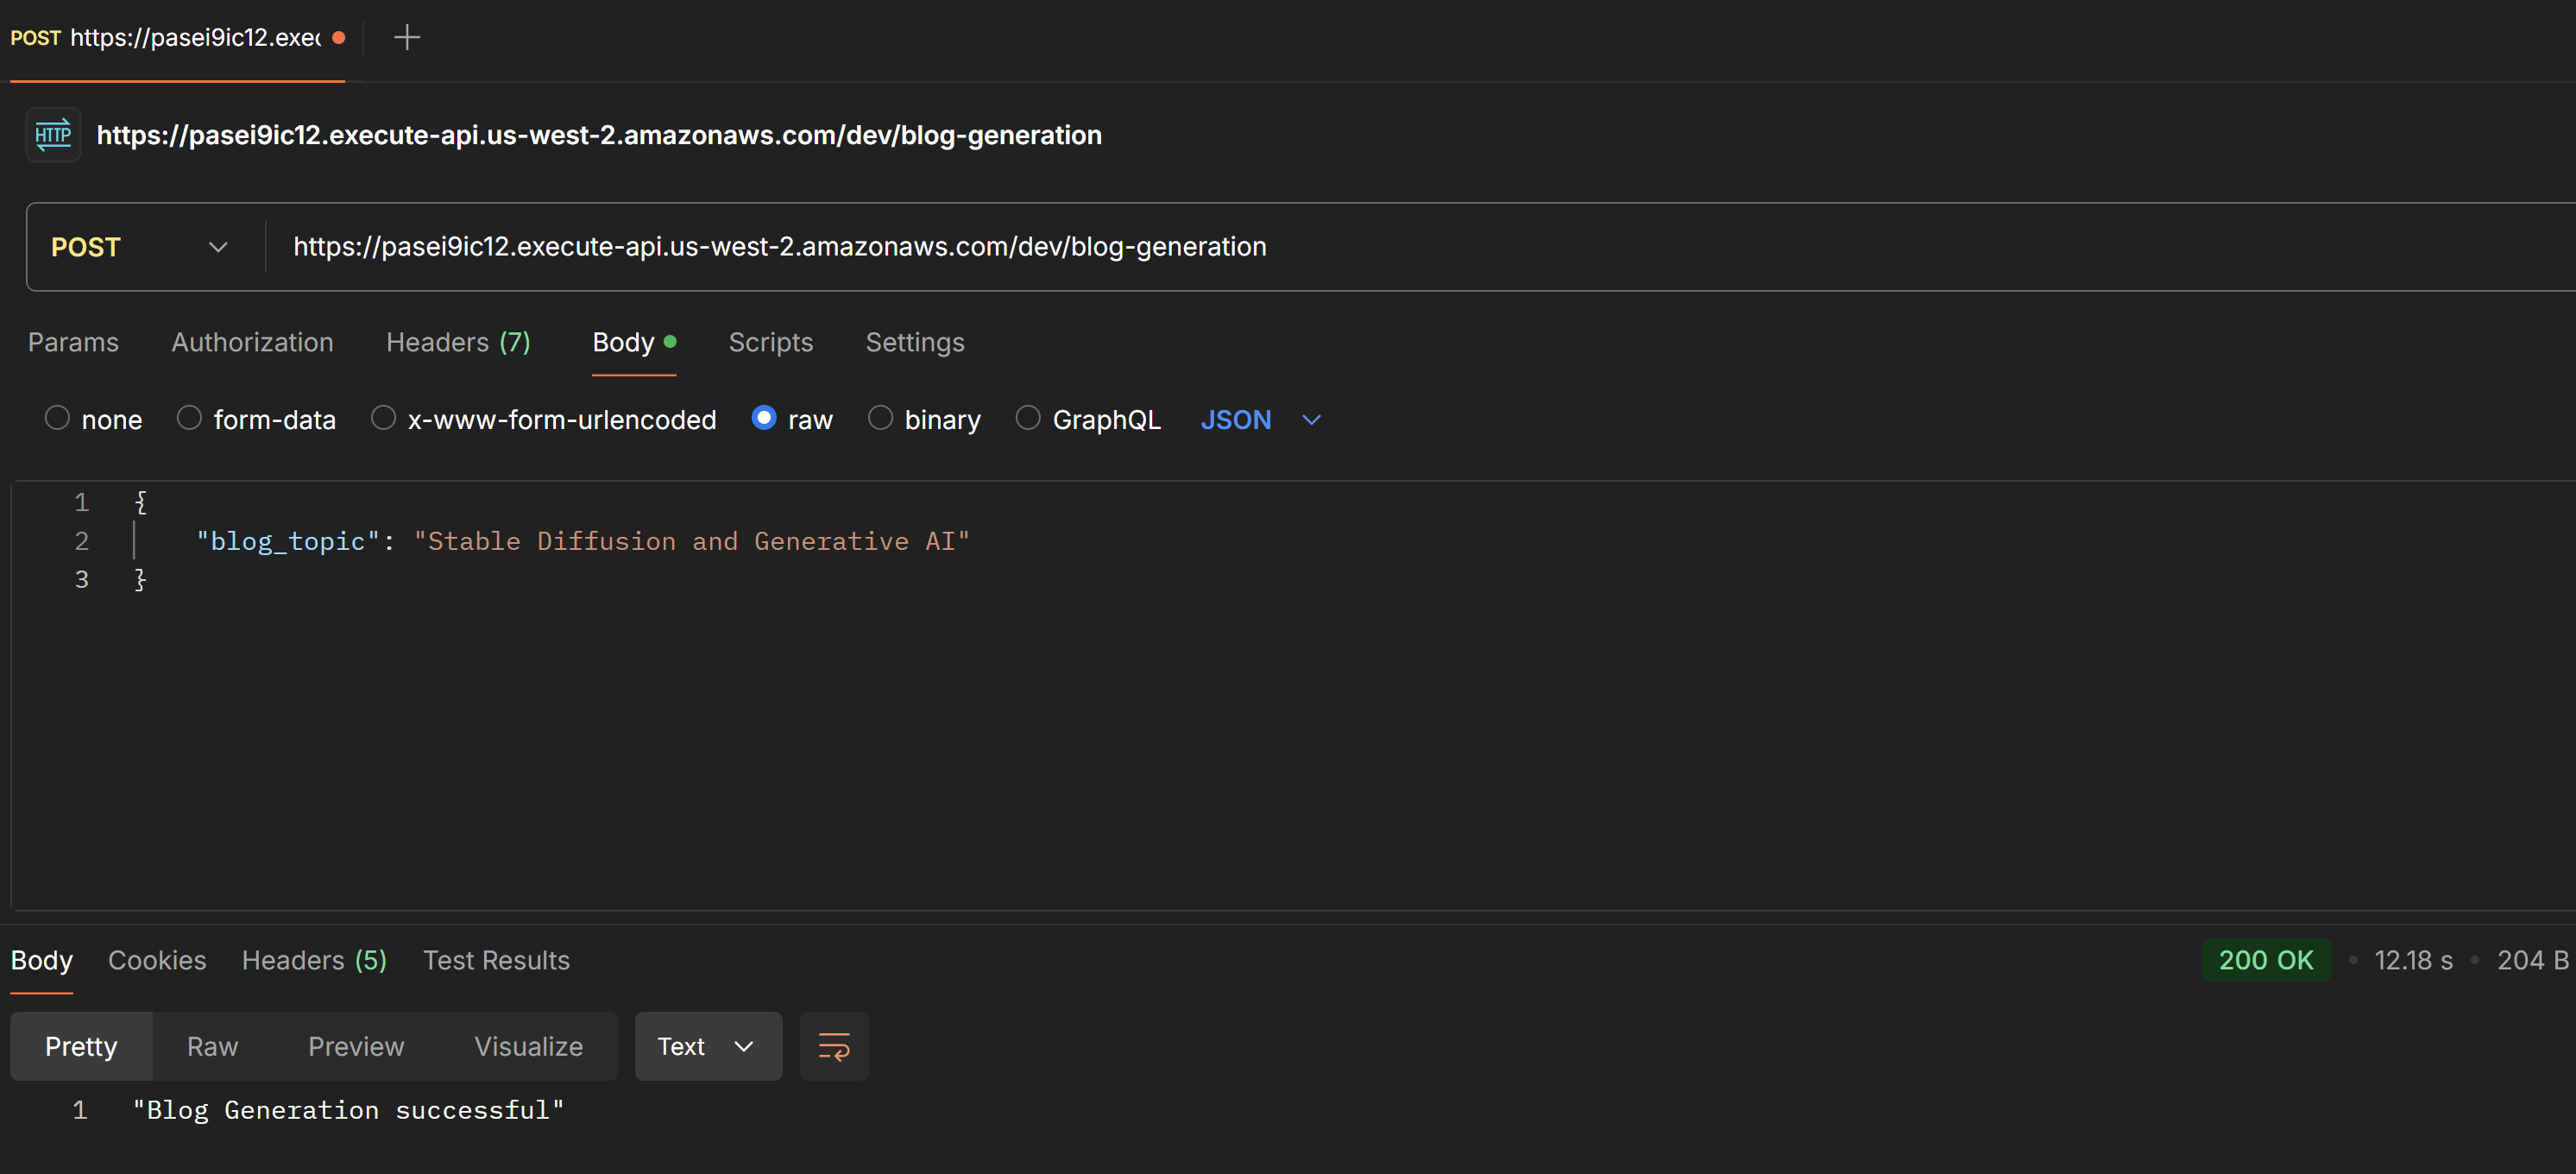 POST https://pasei9ic12.exec
HTTP https://pasei9ic12.execute-api.us-west-2.amazonaws.com/dev/blog-generation
POST https://pasei9ic12.execute-api.us-west-2.amazonaws.com/dev/blog-generation
Params Authorization Headers (7) Body Scripts Settings
none form-data x-www-form-urlencoded raw binary GraphQL JSON
1 {
2 "blog_topic": "Stable Diffusion and Generative AI"
3 }
Body Cookies Headers (5) Test Results 200 OK • 12.18 s • 204 B
Pretty Raw Preview Visualize Text
1 "Blog Generation successful"